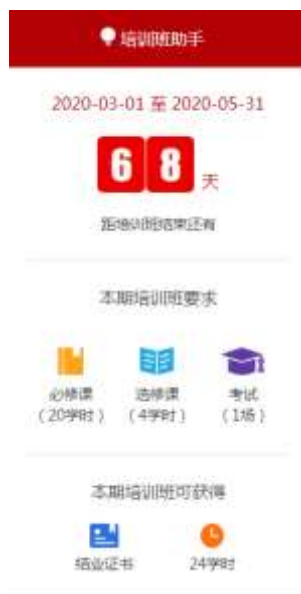 培训班助手
2020-03-01 至 2020-05-31
68 天
距培训班结束还有
本期培训班要求
必修课 选修课 考试
(20学时) (4学时) (1场)
本期培训班可获得
结业证书 24学时